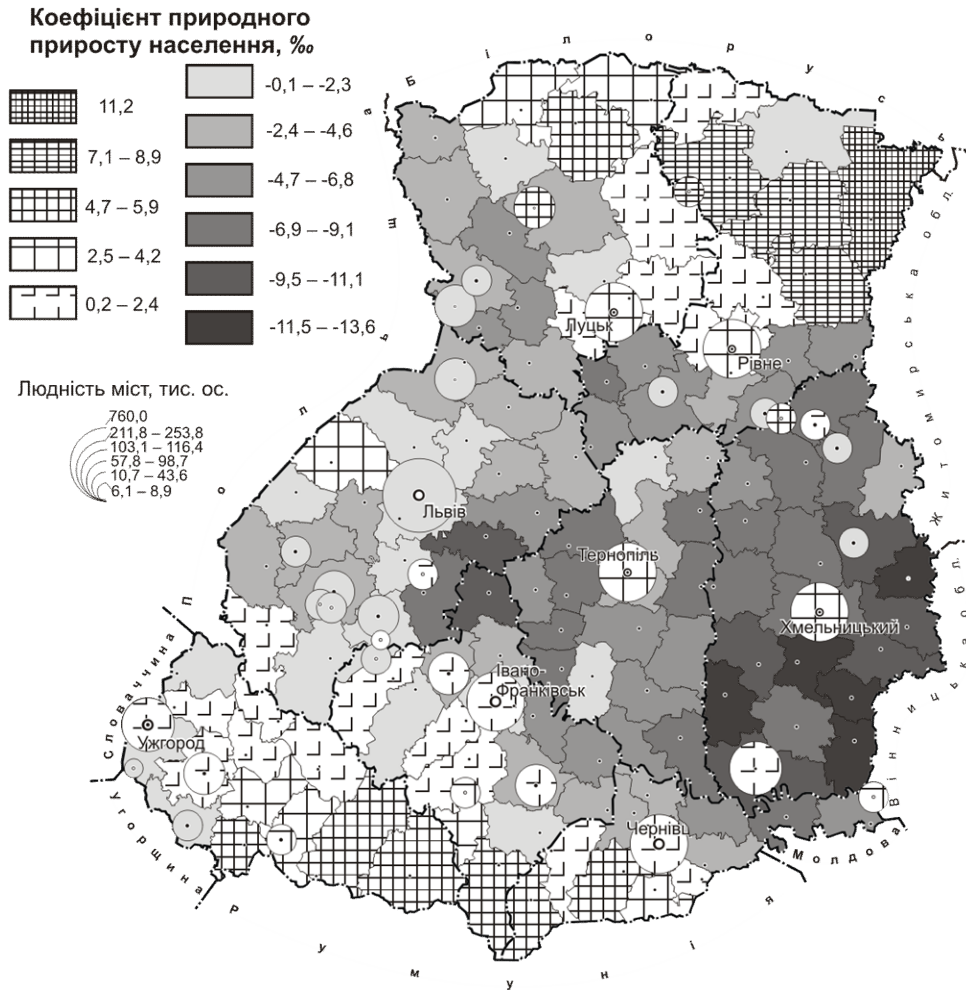 Коефіцієнт природного
приросту населення, ‰
11,2
7,1 – 8,9
4,7 – 5,9
2,5 – 4,2
0,2 – 2,4
-0,1 – -2,3
-2,4 – -4,6
-4,7 – -6,8
-6,9 – -9,1
-9,5 – -11,1
-11,5 – -13,6
Людність міст, тис. ос.
760,0
211,8 – 253,8
103,1 – 116,4
57,8 – 98,7
10,7 – 43,6
6,1 – 8,9
Білорусь
Польща
Житомирська обл.
Луцьк
Рівне
Львів
Тернопіль
Хмельницький
Вінницька обл.
Івано-
Франківськ
Словаччина
Ужгород
Угорщина
Чернівц
Молдова
Румунія